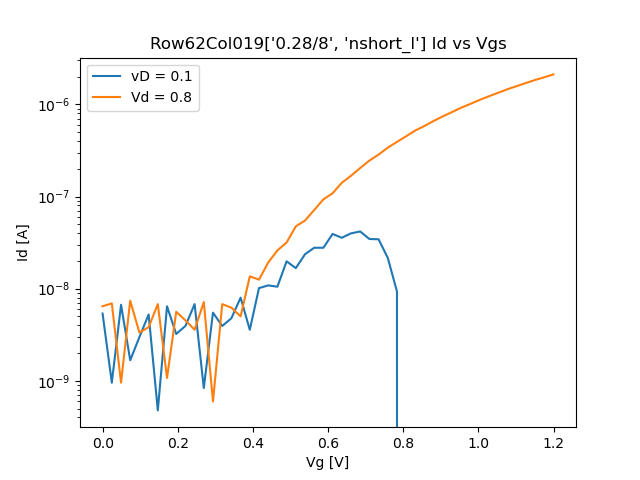 Row62Col019['0.28/8', 'nshort_l'] Id vs Vgs
vD = 0.1
Vd = 0.8
Id [A]
10⁻⁶
10⁻⁷
10⁻⁸
10⁻⁹
0.0 0.2 0.4 0.6 0.8 1.0 1.2
Vg [V]